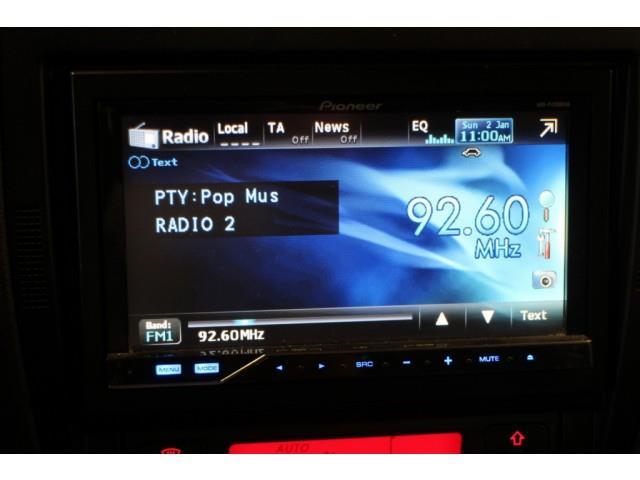 Pioneer
Radio Local TA Off News Off EQ Sun 2 Jan 11:00AM
Text
PTY:Pop Mus
RADIO 2
92.60
MHz
Band: FM1 92.60MHz Text
MENU MODE SRC - + MUTE
AUTO